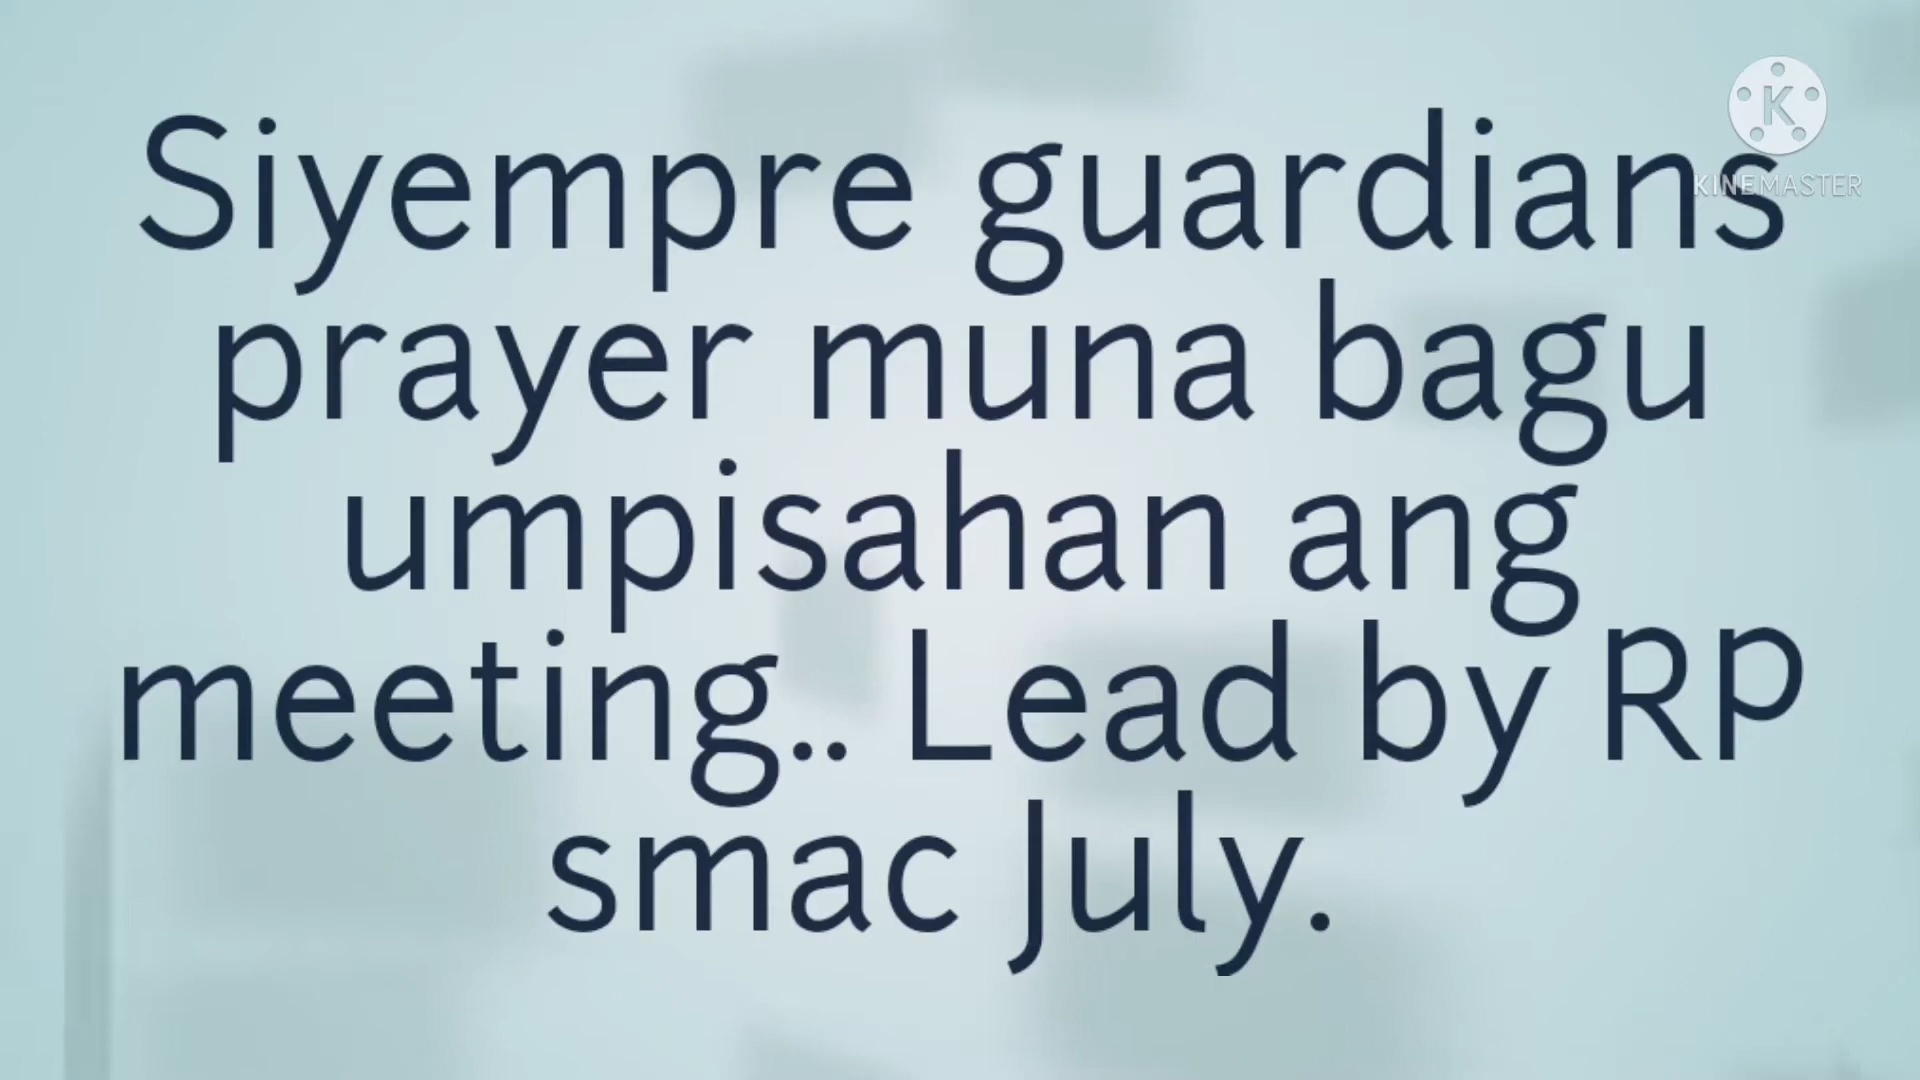 Siyempre guardians
prayer muna bagu
umpisahan ang
meeting.. Lead by RP
smac July.
K
KINEMASTER